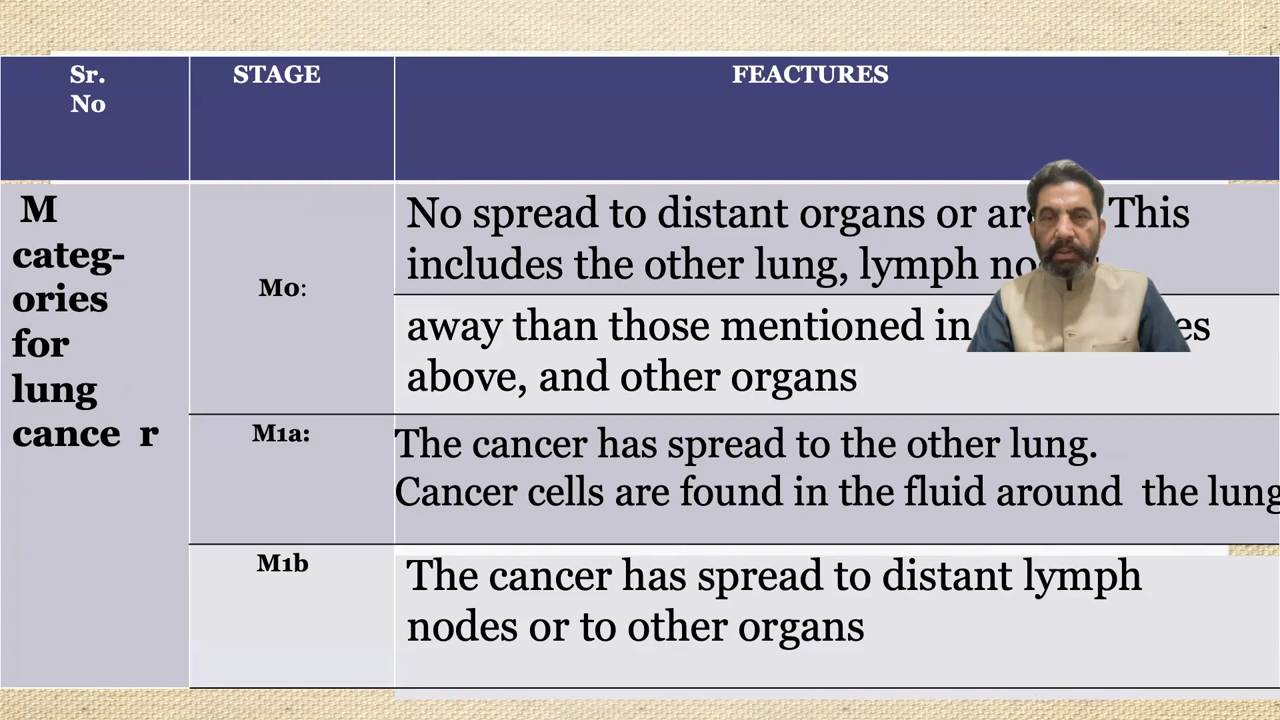 Sr.
No
STAGE
FEACTURES
M
categ-
ories
for
lung
cance r
Mo:
No spread to distant organs or This
includes the other lung, lymph
away than those mentioned in
above, and other organs
M1a:
The cancer has spread to the other lung.
Cancer cells are found in the fluid around the lung
M1b
The cancer has spread to distant lymph
nodes or to other organs